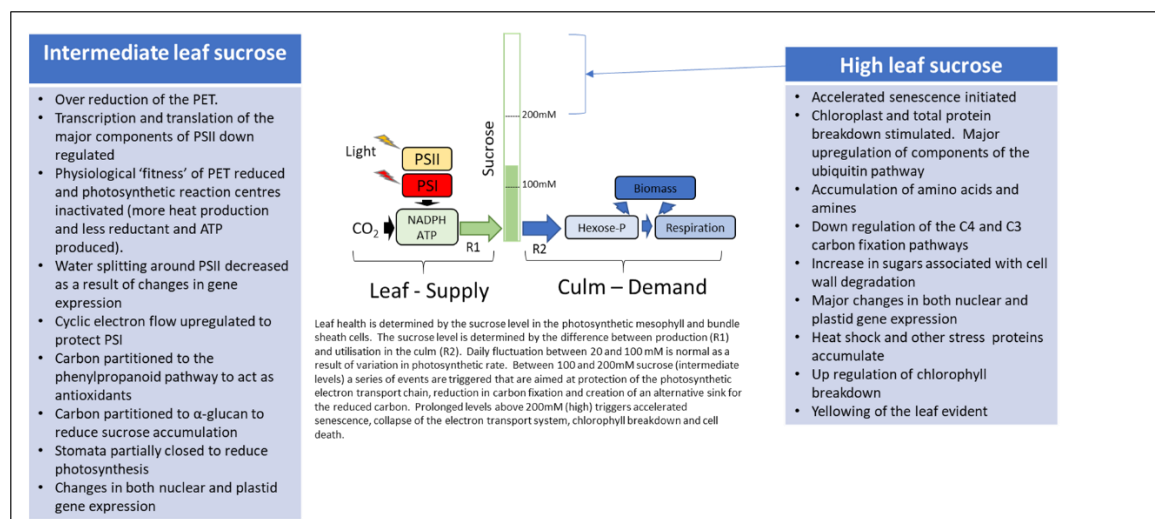 Intermediate leaf sucrose
• Over reduction of the PET.
• Transcription and translation of the
major components of PSII down
regulated
• Physiological 'fitness' of PET reduced
and photosynthetic reaction centres
inactivated (more heat production
and less reductant and ATP
produced).
• Water splitting around PSII decreased
as a result of changes in gene
expression
• Cyclic electron flow upregulated to
protect PSI
• Carbon partitioned to the
phenylpropanoid pathway to act as
antioxidants
• Carbon partitioned to α-glucan to
reduce sucrose accumulation
• Stomata partially closed to reduce
photosynthesis
• Changes in both nuclear and plastid
gene expression
Light
PSII
PSI
CO2
NADPH
ATP
R1
Sucrose
200mM
100mM
R2
Hexose-P
Biomass
Respiration
Leaf - Supply
Culm – Demand
Leaf health is determined by the sucrose level in the photosynthetic mesophyll and bundle
sheath cells. The sucrose level is determined by the difference between production (R1)
and utilisation in the culm (R2). Daily fluctuation between 20 and 100 mM is normal as a
result of variation in photosynthetic rate. Between 100 and 200mM sucrose (intermediate
levels) a series of events are triggered that are aimed at protection of the photosynthetic
electron transport chain, reduction in carbon fixation and creation of an alternative sink for
the reduced carbon. Prolonged levels above 200mM (high) triggers accelerated
senescence, collapse of the electron transport system, chlorophyll breakdown and cell
death.
High leaf sucrose
• Accelerated senescence initiated
• Chloroplast and total protein
breakdown stimulated. Major
upregulation of components of the
ubiquitin pathway
• Accumulation of amino acids and
amines
• Down regulation of the C4 and C3
carbon fixation pathways
• Increase in sugars associated with cell
wall degradation
• Major changes in both nuclear and
plastid gene expression
• Heat shock and other stress proteins
accumulate
• Up regulation of chlorophyll
breakdown
• Yellowing of the leaf evident